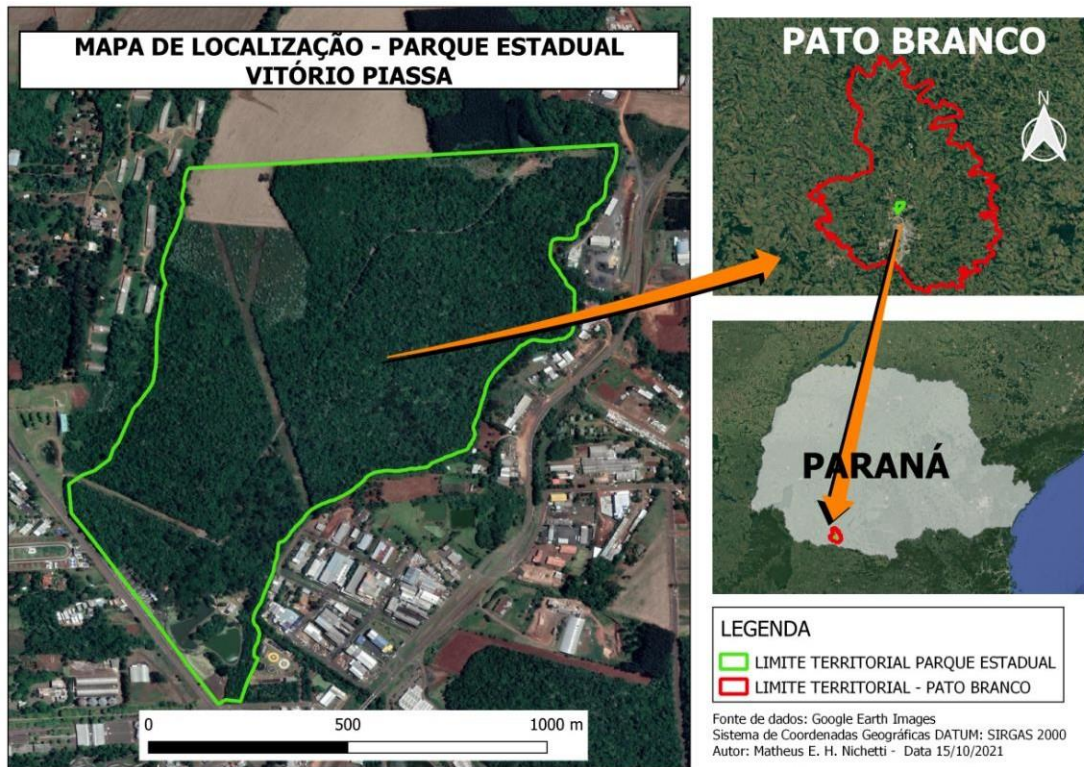 MAPA DE LOCALIZAÇÃO - PARQUE ESTADUAL
VITÓRIO PIASSA
PATO BRANCO
N
PARANÁ
LEGENDA
LIMITE TERRITORIAL PARQUE ESTADUAL
LIMITE TERRITORIAL - PATO BRANCO
0 500 1000 m
Fonte de dados: Google Earth Images
Sistema de Coordenadas Geográficas DATUM: SIRGAS 2000
Autor: Matheus E. H. Nichetti - Data 15/10/2021